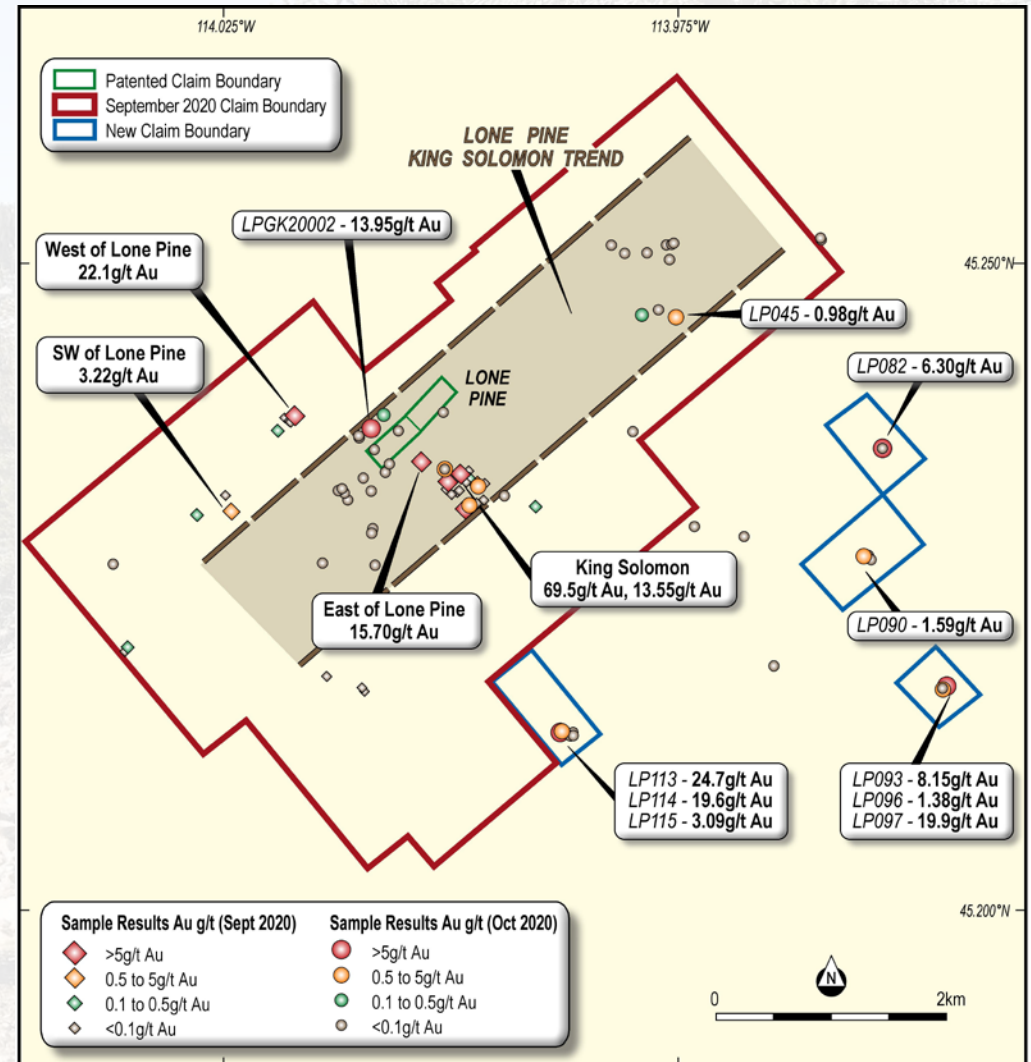 114.025°W
113.975°W
Patented Claim Boundary
September 2020 Claim Boundary
New Claim Boundary
LONE PINE
KING SOLOMON TREND
LPGK20002 - 13.95g/t Au
West of Lone Pine
22.1g/t Au
45.250°N
LP045 - 0.98g/t Au
SW of Lone Pine
3.22g/t Au
LP082 - 6.30g/t Au
LONE
PINE
King Solomon
69.5g/t Au, 13.55g/t Au
East of Lone Pine
15.70g/t Au
LP090 - 1.59g/t Au
LP113 - 24.7g/t Au
LP114 - 19.6g/t Au
LP115 - 3.09g/t Au
LP093 - 8.15g/t Au
LP096 - 1.38g/t Au
LP097 - 19.9g/t Au
45.200°N
Sample Results Au g/t (Sept 2020)
>5g/t Au
0.5 to 5g/t Au
0.1 to 0.5g/t Au
<0.1g/t Au
Sample Results Au g/t (Oct 2020)
>5g/t Au
0.5 to 5g/t Au
0.1 to 0.5g/t Au
<0.1g/t Au
N
0
2km